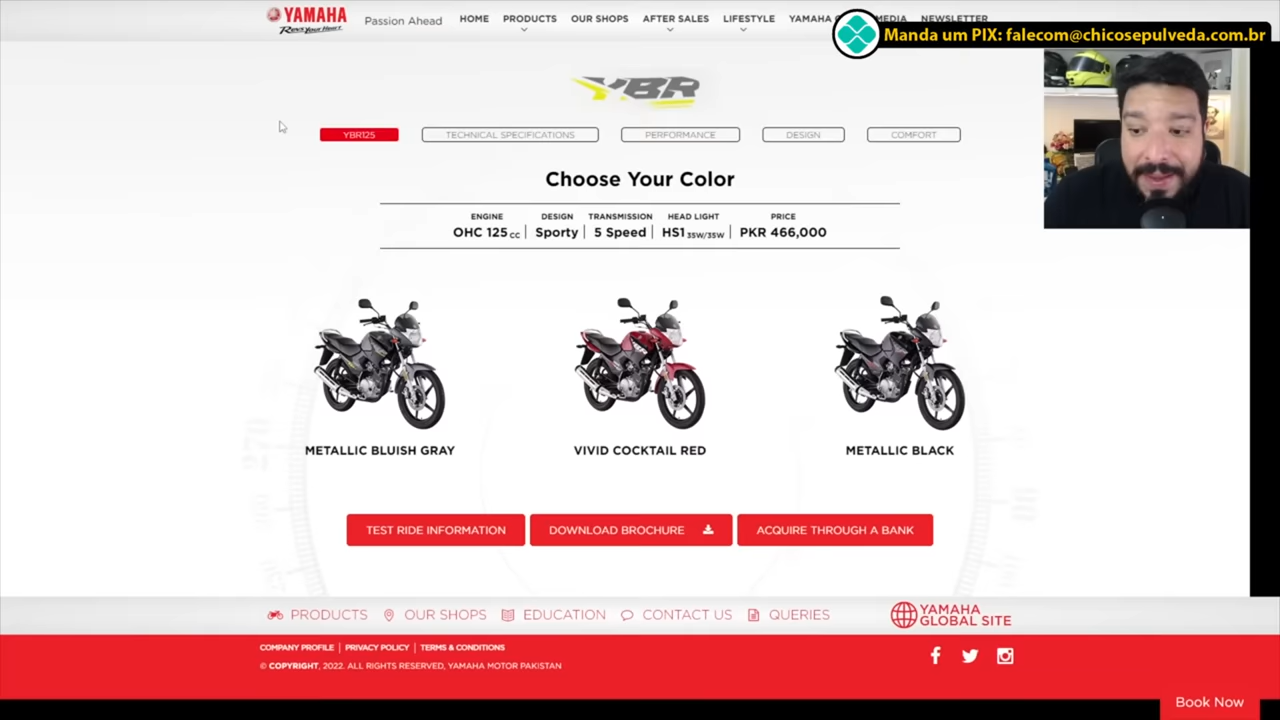 YAMAHA
Revs Your Heart
Passion Ahead
HOME
PRODUCTS
OUR SHOPS
AFTER SALES
LIFESTYLE
YAMAHA
MEDIA
NEWSLETTER
Manda um PIX: falecom@chicosepulveda.com.br
YBR
YBR125
TECHNICAL SPECIFICATIONS
PERFORMANCE
DESIGN
COMFORT
Choose Your Color
ENGINE DESIGN TRANSMISSION HEAD LIGHT PRICE
OHC 125 cc | Sporty | 5 Speed | HS1 35W/35W | PKR 466,000
METALLIC BLUISH GRAY
VIVID COCKTAIL RED
METALLIC BLACK
TEST RIDE INFORMATION
DOWNLOAD BROCHURE
ACQUIRE THROUGH A BANK
PRODUCTS
OUR SHOPS
EDUCATION
CONTACT US
QUERIES
YAMAHA
GLOBAL SITE
COMPANY PROFILE | PRIVACY POLICY | TERMS & CONDITIONS
© COPYRIGHT, 2022. ALL RIGHTS RESERVED, YAMAHA MOTOR PAKISTAN
Book Now